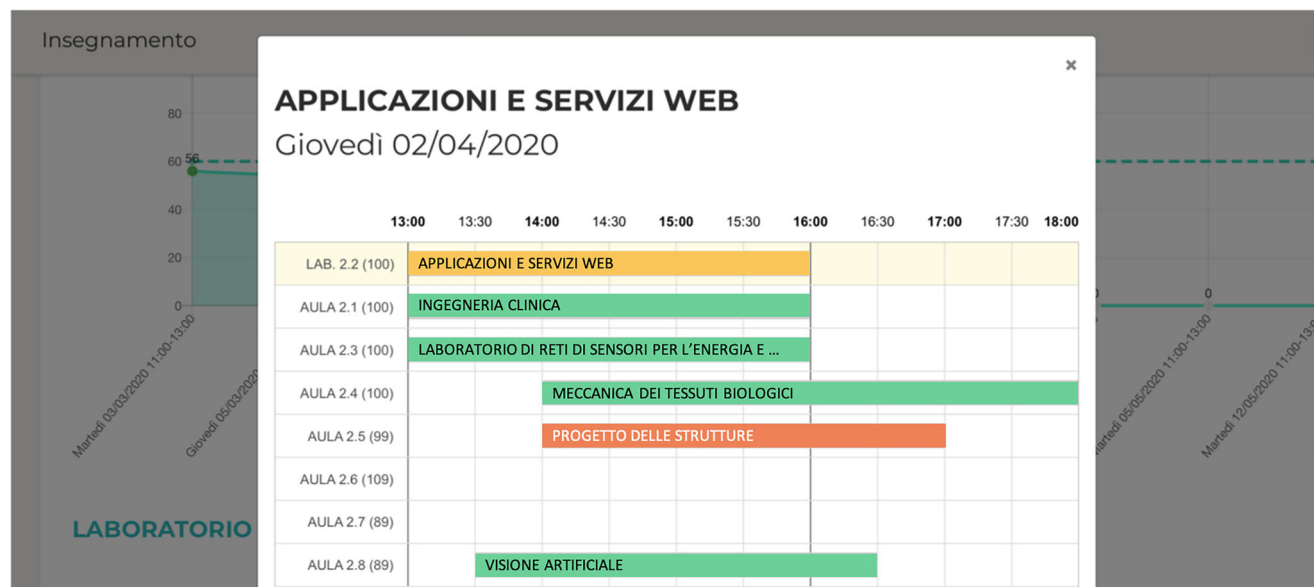 Insegnamento
×
APPLICAZIONI E SERVIZI WEB
Giovedì 02/04/2020
80
60
56
40
20
0
13:00 13:30 14:00 14:30 15:00 15:30 16:00 16:30 17:00 17:30 18:00
LAB. 2.2 (100) APPLICAZIONI E SERVIZI WEB
AULA 2.1 (100) INGEGNERIA CLINICA
AULA 2.3 (100) LABORATORIO DI RETI DI SENSORI PER L'ENERGIA E ...
AULA 2.4 (100) MECCANICA DEI TESSUTI BIOLOGICI
AULA 2.5 (99) PROGETTO DELLE STRUTTURE
AULA 2.6 (109)
AULA 2.7 (89)
AULA 2.8 (89) VISIONE ARTIFICIALE
0
Martedì 03/03/2020 11:00-13:00
Giovedì 05/03/2020
05/05/2020 11:00-13:00
Martedì 12/05/2020 11:00-13:0
LABORATORIO